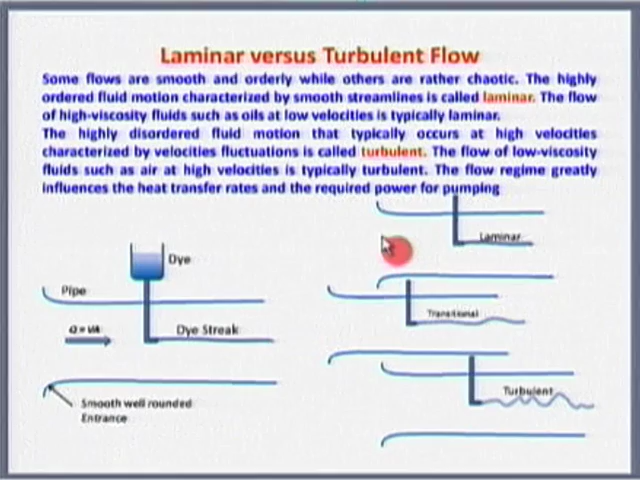 Laminar versus Turbulent Flow
Some flows are smooth and orderly while others are rather chaotic. The highly
ordered fluid motion characterized by smooth streamlines is called laminar. The flow
of high-viscosity fluids such as oils at low velocities is typically laminar.
The highly disordered fluid motion that typically occurs at high velocities
characterized by velocities fluctuations is called turbulent. The flow of low-viscosity
fluids such as air at high velocities is typically turbulent. The flow regime greatly
influences the heat transfer rates and the required power for pumping
Laminar
Dye
Pipe
Transitional
Q = VA
Dye Streak
Turbulent
Smooth well rounded
Entrance